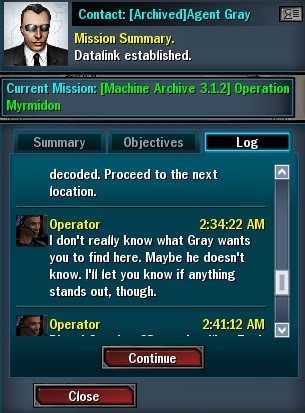 Contact: [Archived]Agent Gray
Mission Summary.
Datalink established.
Current Mission: [Machine Archive 3.1.2] Operation
Myrmidon
Summary
Objectives
Log
decoded. Proceed to the next
location.
Operator 2:34:22 AM
I don't really know what Gray wants
you to find here. Maybe he doesn't
know. I'll let you know if anything
stands out, though.
Operator 2:41:12 AM
Continue
Close